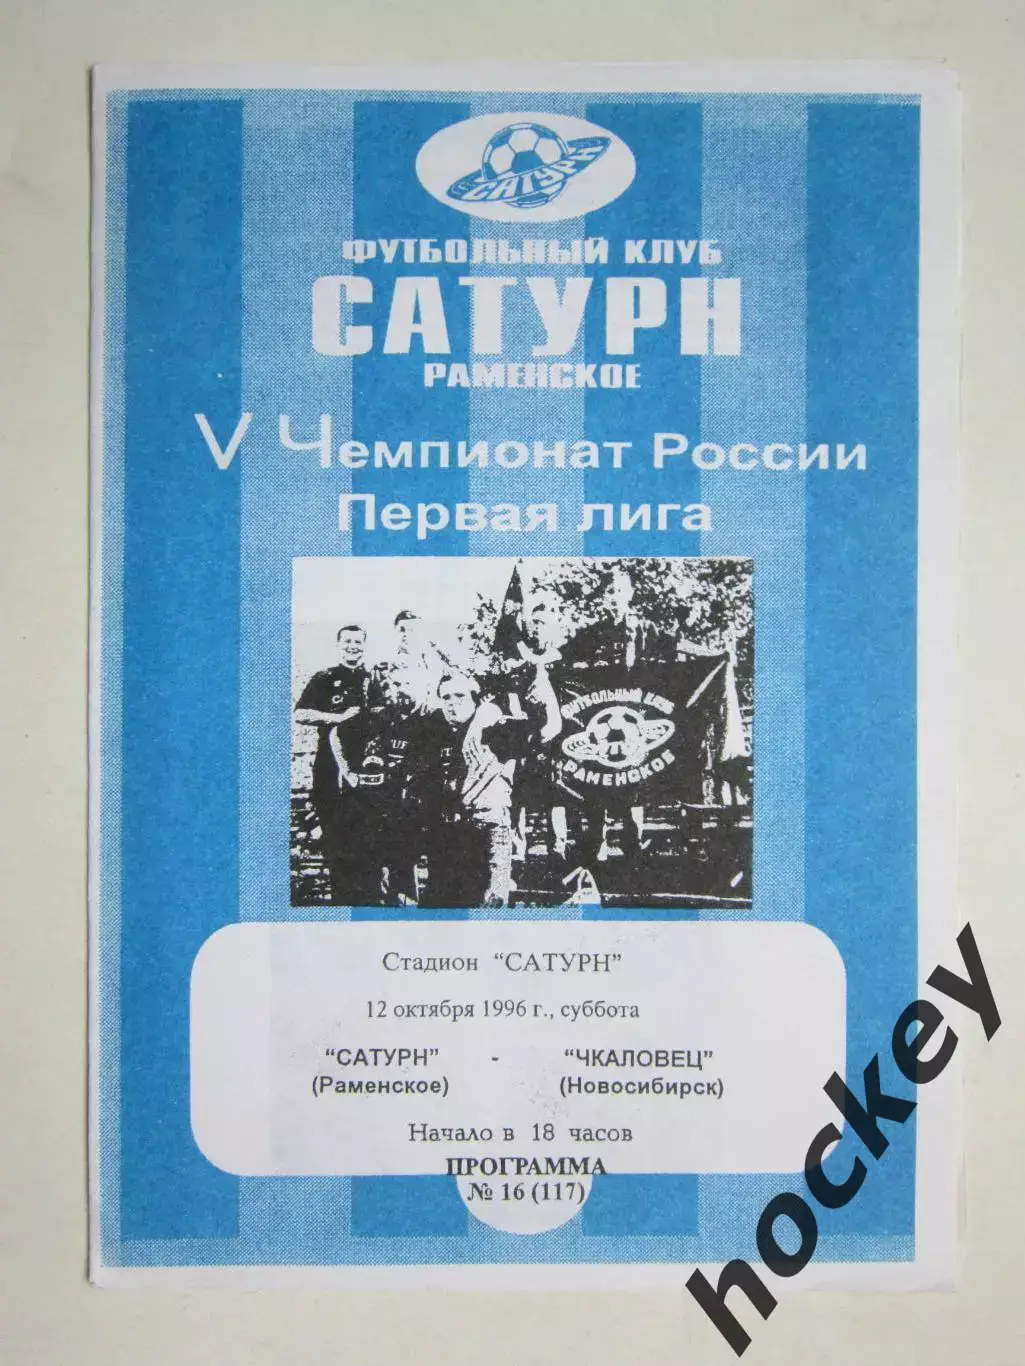 САТУРН
ФУТБОЛЬНЫЙ КЛУБ
САТУРН
РАМЕНСКОЕ
V Чемпионат России
Первая лига
ФУТБОЛЬНЫЙ КЛУБ
РАМЕНСКОЕ
Стадион "САТУРН"
12 октября 1996 г., суббота
"САТУРН" - "ЧКАЛОВЕЦ"
(Раменское) (Новосибирск)
Начало в 18 часов
ПРОГРАММА
№ 16 (117)
hockey
hockey